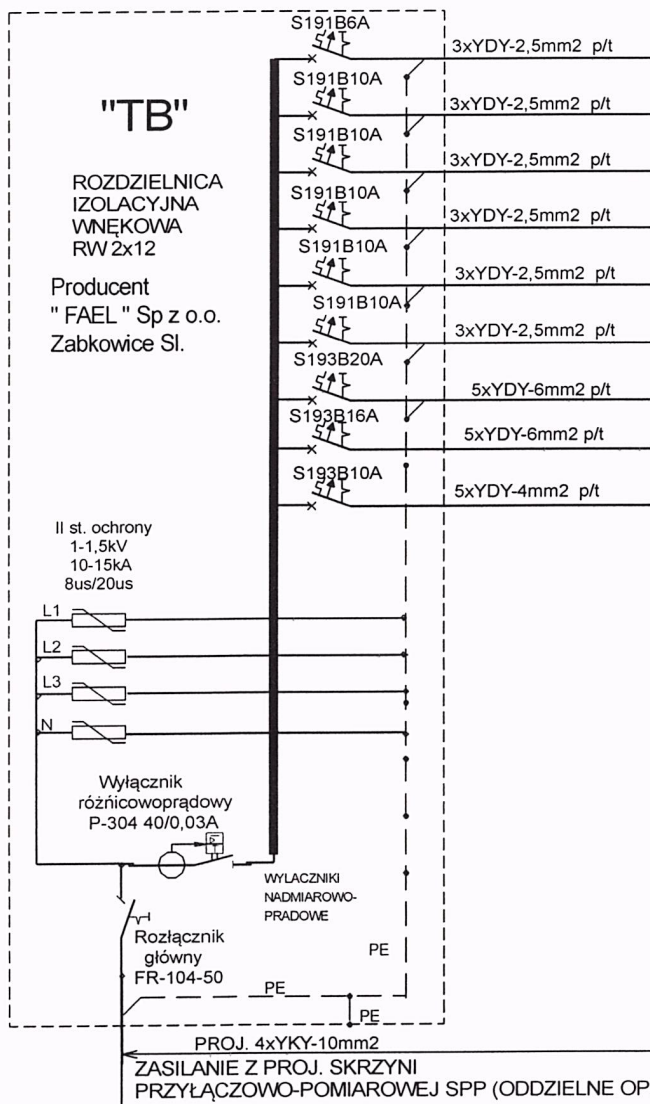 S191B6A
3xYDY-2,5mm2 p/t
"TB"
S191B10A
3xYDY-2,5mm2 p/t
S191B10A
3xYDY-2,5mm2 p/t
ROZDZIELNICA
IZOLACYJNA
WNĘKOWA
RW 2x12
S191B10A
3xYDY-2,5mm2 p/t
S191B10A
3xYDY-2,5mm2 p/t
Producent
" FAEL " Sp z o.o.
Zabkowice Sl.
S191B10A
3xYDY-2,5mm2 p/t
S193B20A
5xYDY-6mm2 p/t
S193B16A
5xYDY-6mm2 p/t
S193B10A
5xYDY-4mm2 p/t
II st. ochrony
1-1,5kV
10-15kA
8us/20us
L1
L2
L3
N
Wyłącznik
różnicowoprądowy
P-304 40/0,03A
WYLACZNIKI
NADMIAROWO-
PRADOWE
Rozłącznik
główny
FR-104-50
PE
PE
PE
PROJ. 4xYKY-10mm2
ZASILANIE Z PROJ. SKRZYNI
PRZYŁĄCZOWO-POMIAROWEJ SPP (ODDZIELNE OP